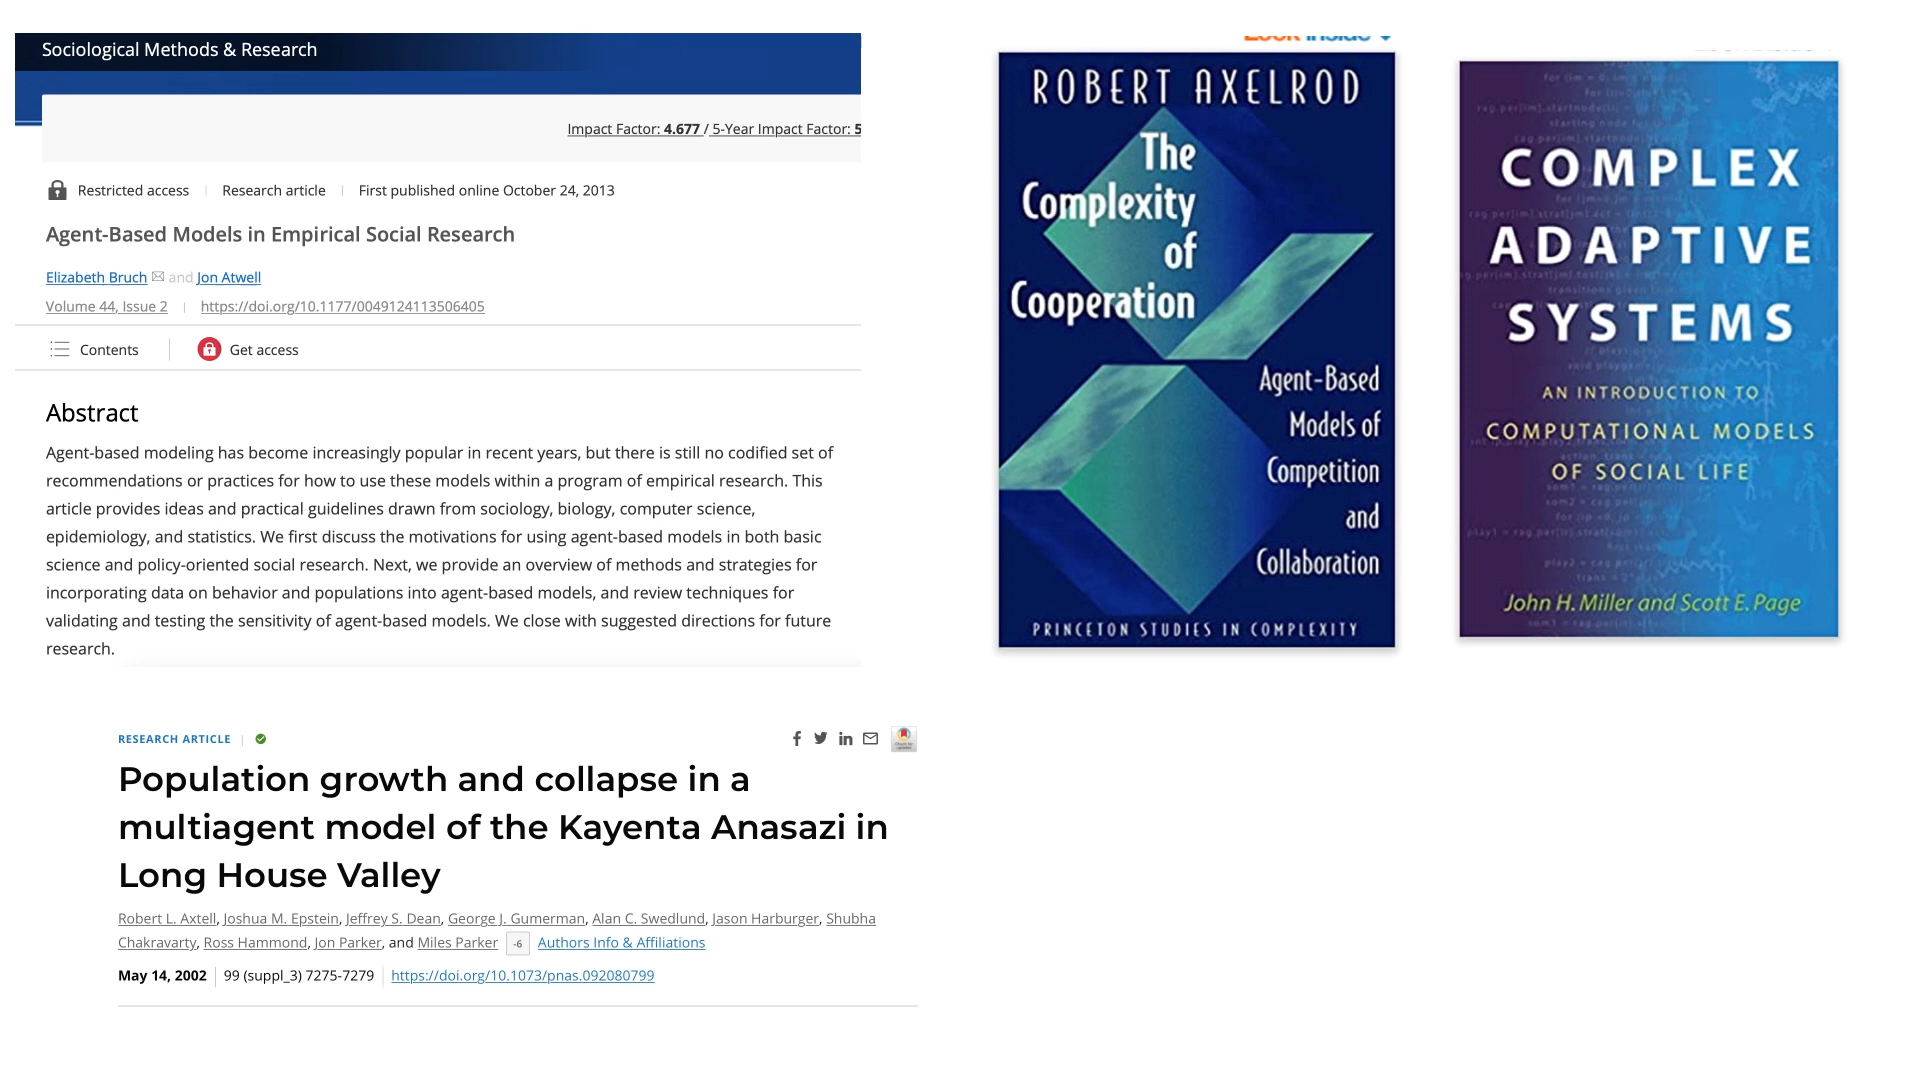 Sociological Methods & Research
Impact Factor: 4.677 / 5-Year Impact Factor: 5
Restricted access
Research article
First published online October 24, 2013
Agent-Based Models in Empirical Social Research
Elizabeth Bruch and Jon Atwell
Volume 44, Issue 2
https://doi.org/10.1177/0049124113506405
Contents
Get access
Abstract
Agent-based modeling has become increasingly popular in recent years, but there is still no codified set of
recommendations or practices for how to use these models within a program of empirical research. This
article provides ideas and practical guidelines drawn from sociology, biology, computer science,
epidemiology, and statistics. We first discuss the motivations for using agent-based models in both basic
science and policy-oriented social research. Next, we provide an overview of methods and strategies for
incorporating data on behavior and populations into agent-based models, and review techniques for
validating and testing the sensitivity of agent-based models. We close with suggested directions for future
research.
ROBERT AXELROD
The
Complexity
of
Cooperation
Agent-Based
Models of
Competition
and
Collaboration
PRINCETON STUDIES IN COMPLEXITY
COMPLEX
ADAPTIVE
SYSTEMS
AN INTRODUCTION TO
COMPUTATIONAL MODELS
OF SOCIAL LIFE
John H. Miller and Scott E. Page
RESEARCH ARTICLE
Population growth and collapse in a
multiagent model of the Kayenta Anasazi in
Long House Valley
Robert L. Axtell, Joshua M. Epstein, Jeffrey S. Dean, George J. Gumerman, Alan C. Swedlund, Jason Harburger, Shubha
Chakravarty, Ross Hammond, Jon Parker, and Miles Parker -6 Authors Info & Affiliations
May 14, 2002 99 (suppl_3) 7275-7279 https://doi.org/10.1073/pnas.092080799